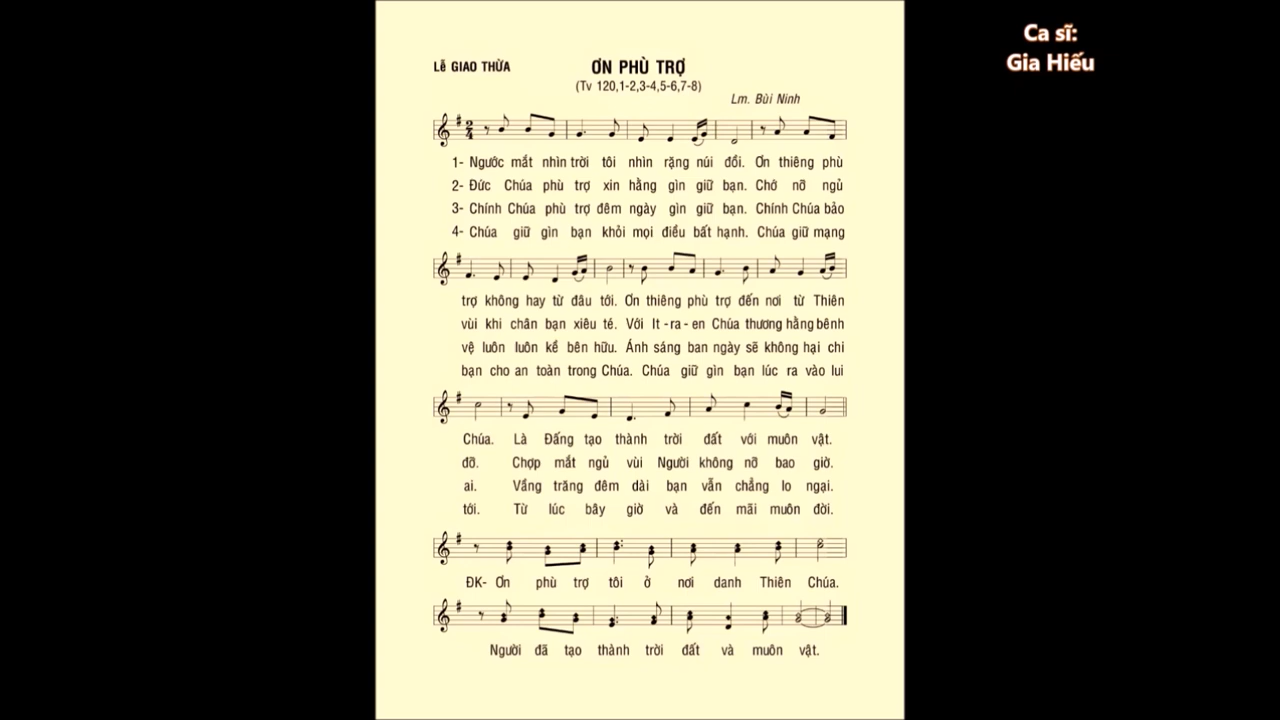 Ca sĩ:
Gia Hiếu
LỄ GIAO THỪA
ƠN PHÙ TRỢ
(Tv 120,1-2,3-4,5-6,7-8)
Lm. Bùi Ninh
1- Ngước mắt nhìn trời tôi nhìn rặng núi đồi. Ơn thiêng phù
2- Đức Chúa phù trợ xin hằng gìn giữ bạn. Chớ nỡ ngủ
3- Chính Chúa phù trợ đêm ngày gìn giữ bạn. Chính Chúa bảo
4- Chúa giữ gìn bạn khỏi mọi điều bất hạnh. Chúa giữ mạng
trợ không hay từ đâu tới. Ơn thiêng phù trợ đến nơi từ Thiên
vùi khi chân bạn xiêu té. Với It - ra - en Chúa thương hằng bênh
vệ luôn luôn kề bên hữu. Ánh sáng ban ngày sẽ không hại chi
bạn cho an toàn trong Chúa. Chúa giữ gìn bạn lúc ra vào lui
Chúa. Là Đấng tạo thành trời đất với muôn vật.
đỡ. Chợp mắt ngủ vùi Người không nỡ bao giờ.
ai. Vầng trăng đêm dài bạn vẫn chẳng lo ngại.
tới. Từ lúc bây giờ và đến mãi muôn đời.
ĐK- Ơn phù trợ tôi ở nơi danh Thiên Chúa.
Người đã tạo thành trời đất và muôn vật.